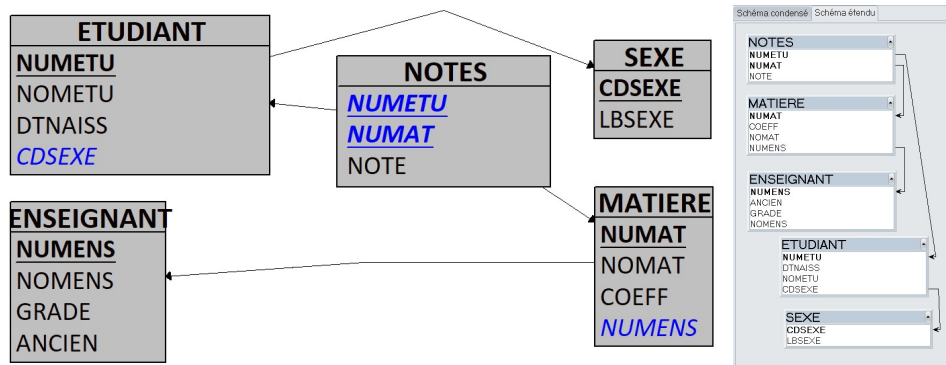 ETUDIANT
NUMETU
NOMETU
DTNAISS
CDSEXE
NOTES
NUMETU
NUMAT
NOTE
SEXE
CDSEXE
LBSEXE
ENSEIGNANT
NUMENS
NOMENS
GRADE
ANCIEN
MATIERE
NUMAT
NOMAT
COEFF
NUMENS
Schéma condensé Schéma étendu
NOTES
NUMETU
NUMAT
NOTE
MATIERE
NUMAT
COEFF
NOMAT
NUMENS
ENSEIGNANT
NUMENS
ANCIEN
GRADE
NOMENS
ETUDIANT
NUMETU
DTNAISS
NOMETU
CDSEXE
SEXE
CDSEXE
LBSEXE